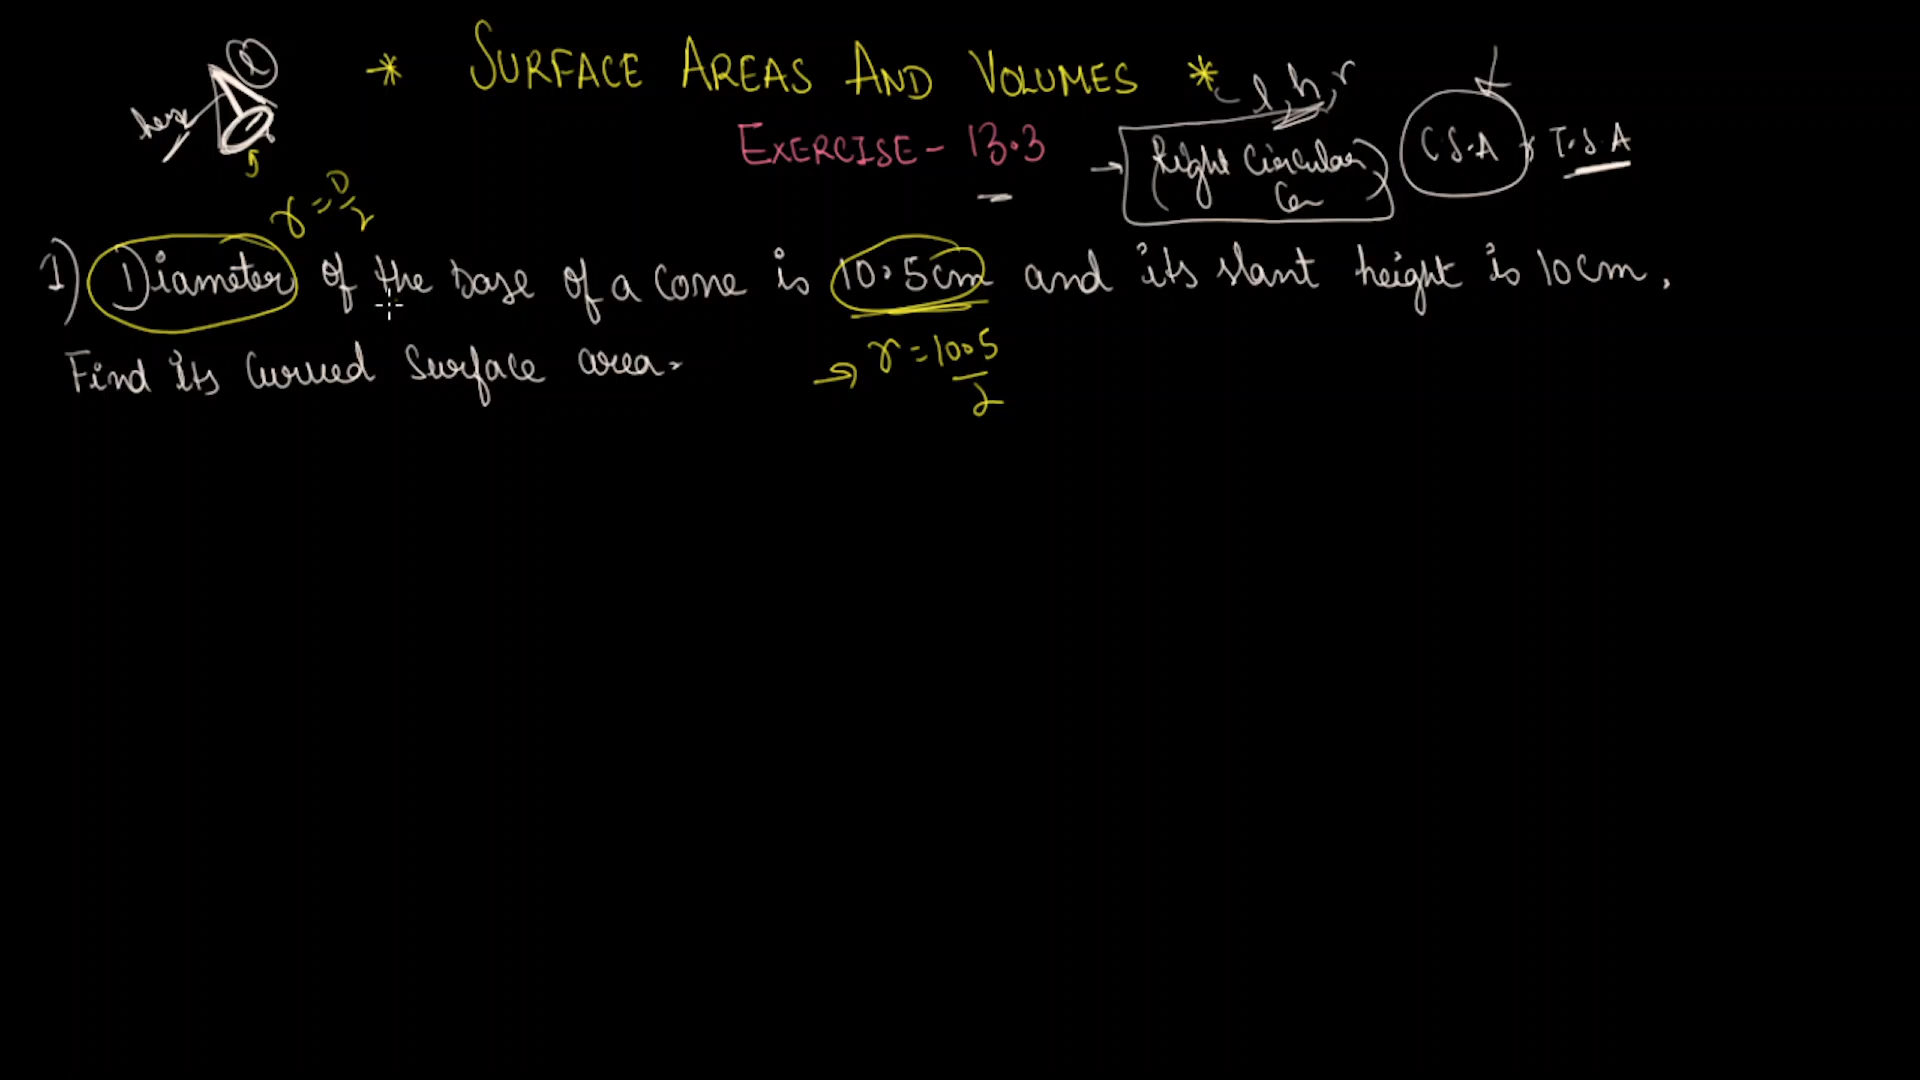 * SURFACE AREAS AND VOLUMES *
l, h, r
EXERCISE - 13.3
→ Right Circular
C.S.A
T.S.A
l
r = D/2
1) Diameter of the base of a cone is 10.5cm and its slant height is 10cm.
Find its Curved Surface area.
→ r = 10.5
2